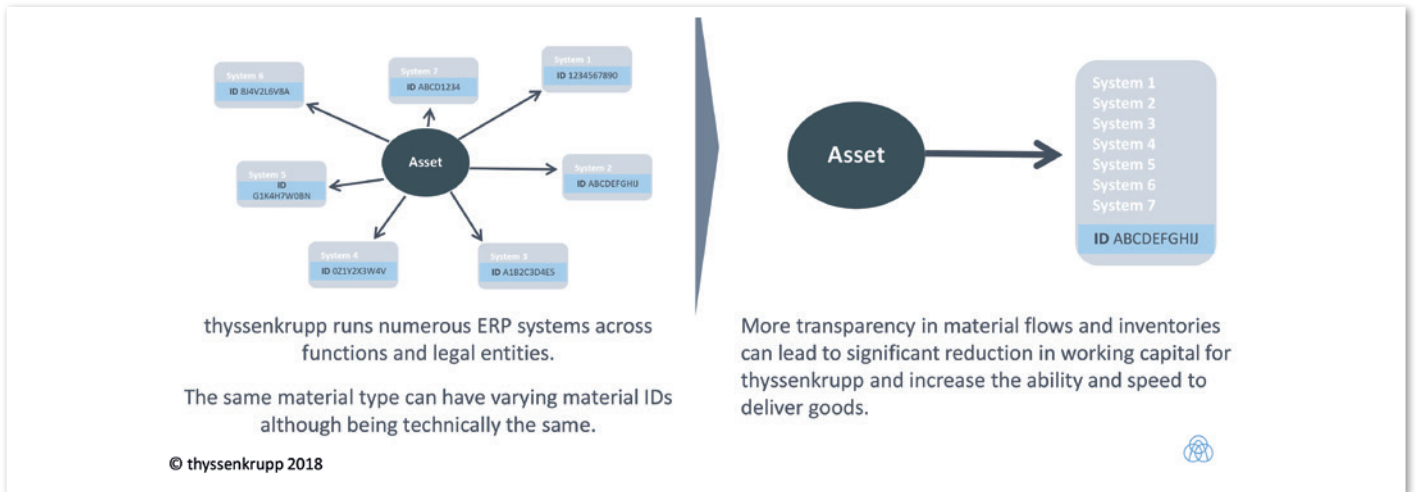 System 6
ID 8J4V2L6V8A
System 7
ID ABCD1234
System 1
ID 1234567890
Asset
System 5
ID
G1K4H7W0BN
System 2
ID ABCDEFGHIJ
System 4
ID 0Z1Y2X3W4V
System 3
ID A1B2C3D4E5
thyssenkrupp runs numerous ERP systems across
functions and legal entities.
The same material type can have varying material IDs
although being technically the same.
© thyssenkrupp 2018
Asset
System 1
System 2
System 3
System 4
System 5
System 6
System 7
ID ABCDEFGHIJ
More transparency in material flows and inventories
can lead to significant reduction in working capital for
thyssenkrupp and increase the ability and speed to
deliver goods.